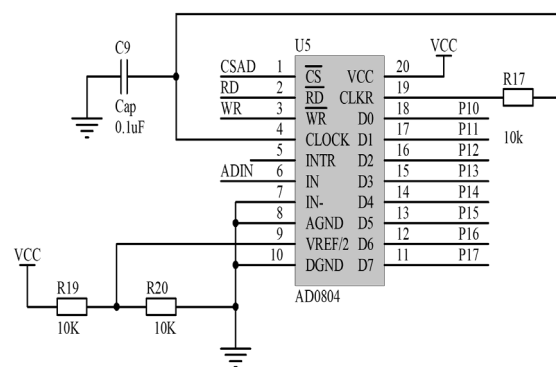 C9
Cap
0.1uF
U5
VCC
R17
10k
CSAD 1 CS VCC 20
RD 2 RD CLKR 19
WR 3 WR D0 18 P10
4 CLOCK D1 17 P11
5 INTR D2 16 P12
ADIN 6 IN D3 15 P13
7 IN- D4 14 P14
8 AGND D5 13 P15
9 VREF/2 D6 12 P16
10 DGND D7 11 P17
AD0804
VCC
R19
10K
R20
10K